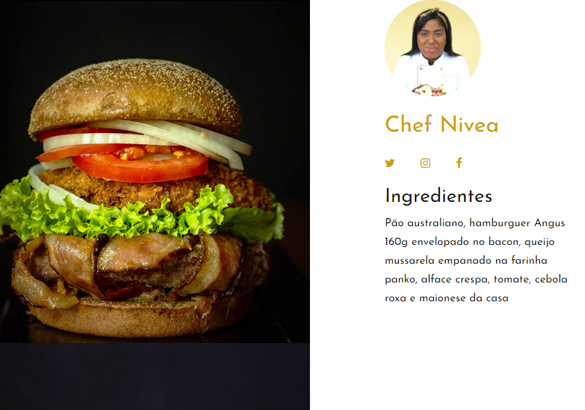 Chef Nivea
Ingredientes
Pão australiano, hamburguer Angus
160g envelopado no bacon, queijo
mussarela empanado na farinha
panko, alface crespa, tomate, cebola
roxa e maionese da casa